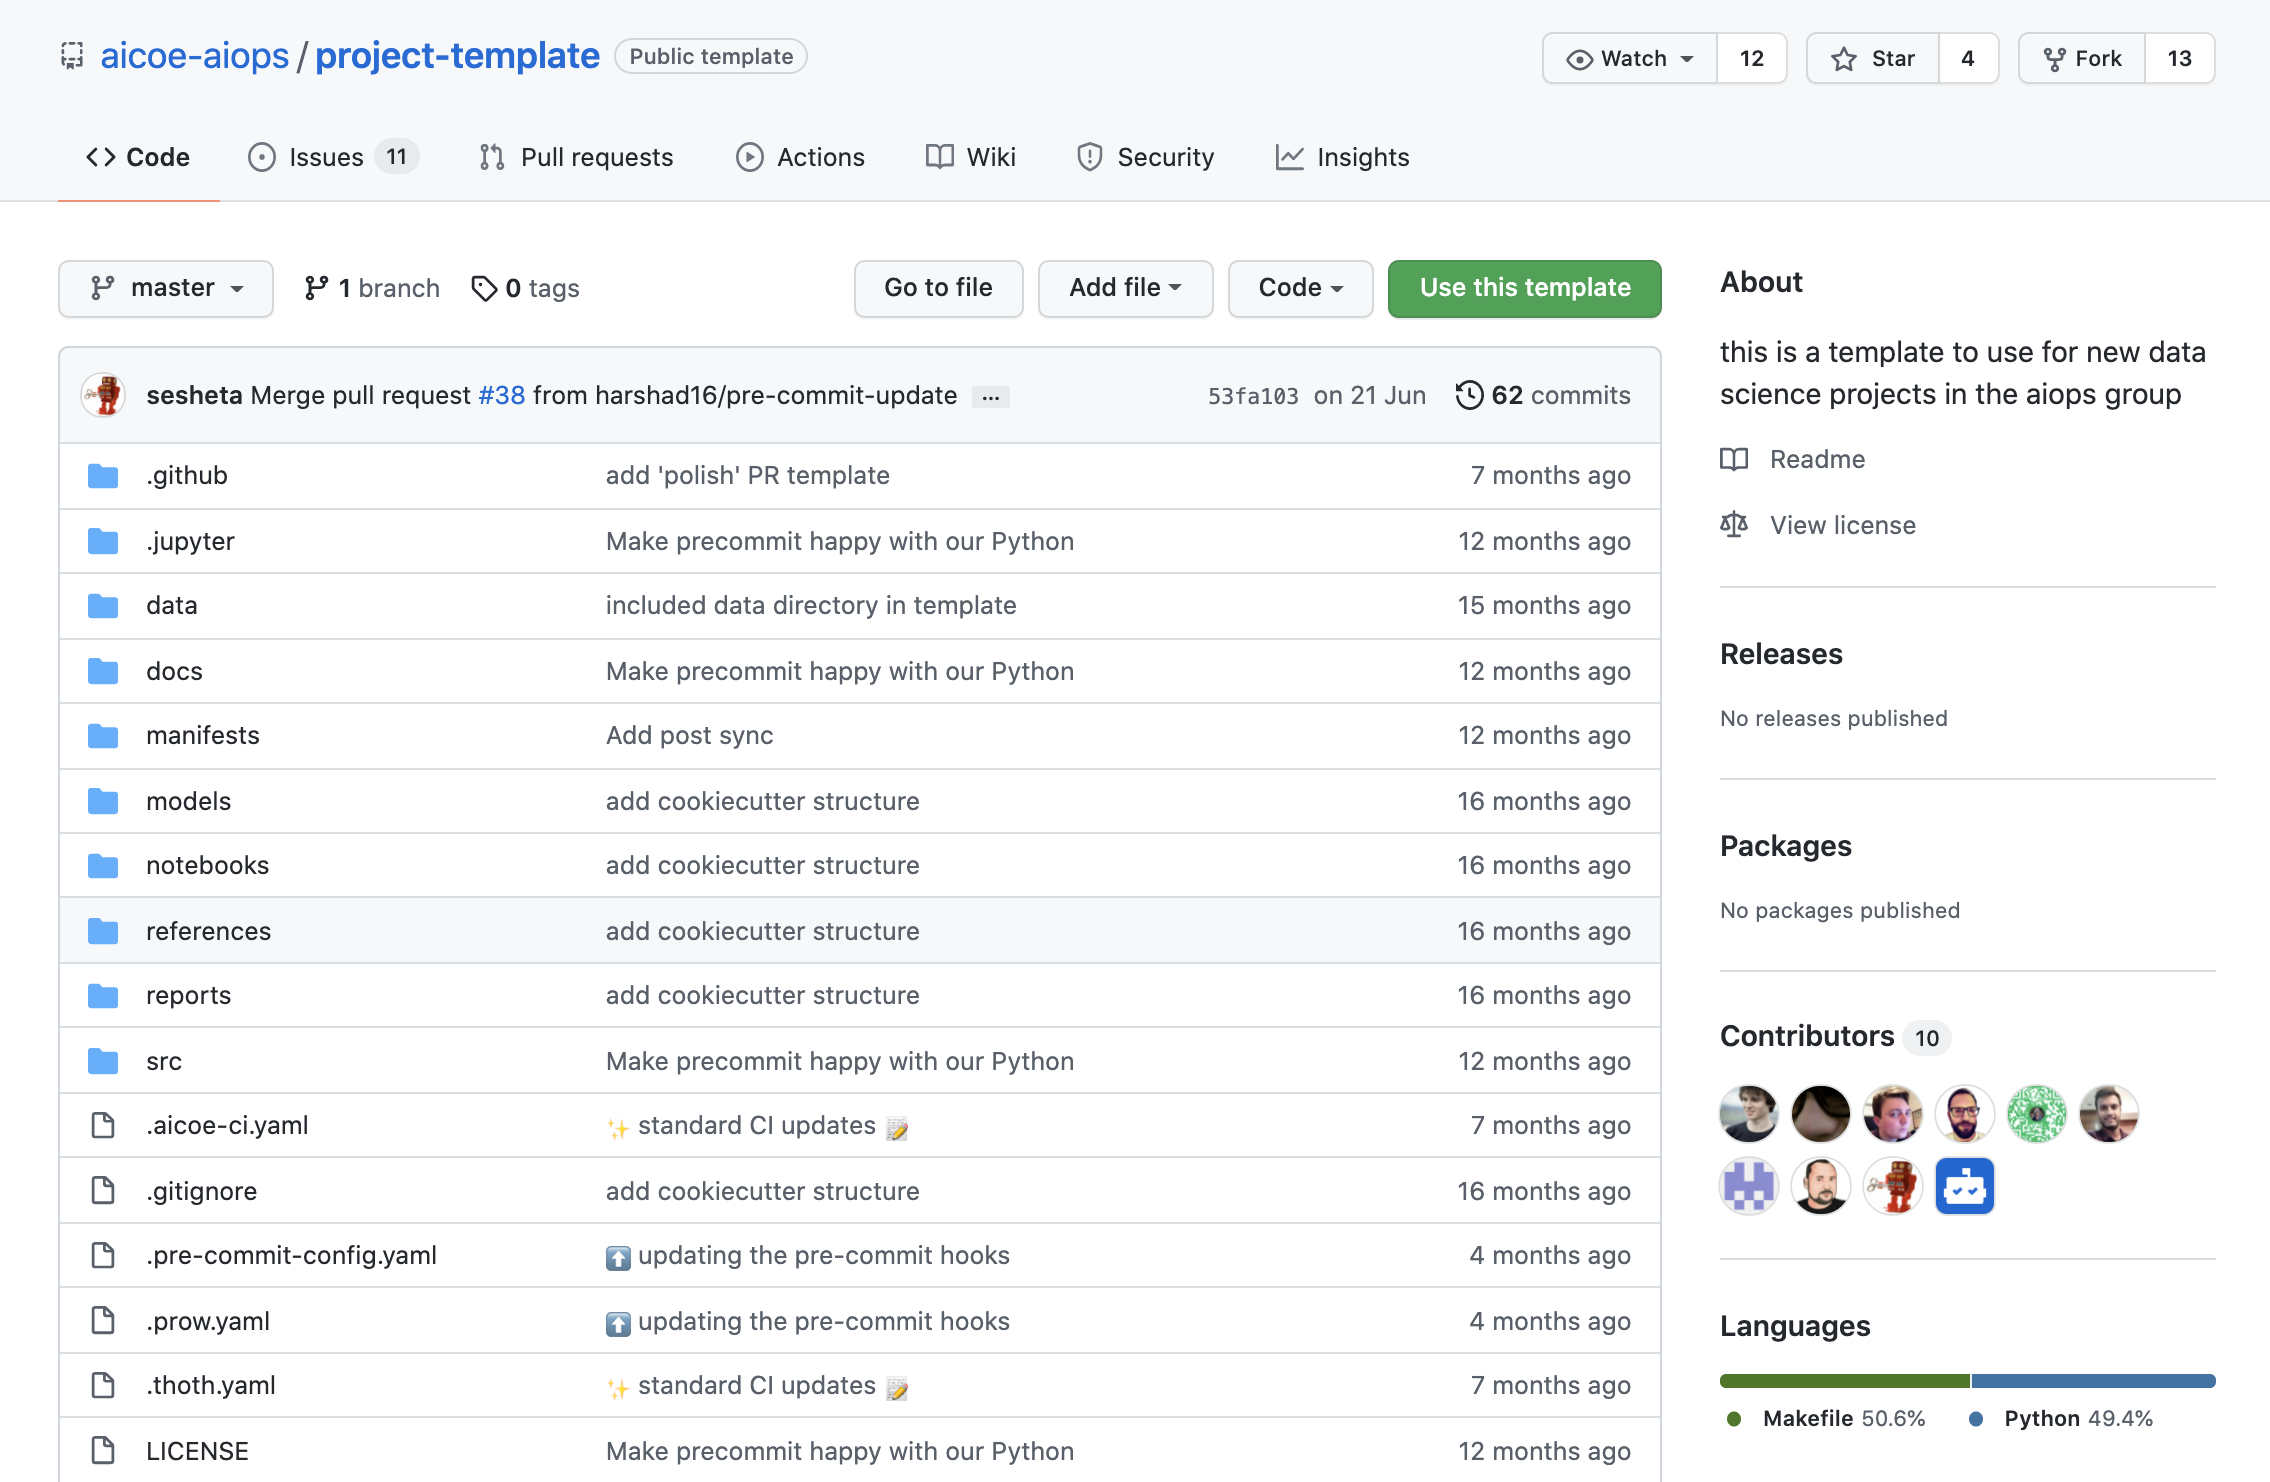 aicoe-aiops / project-template Public template
Watch 12 Star 4 Fork 13
Code Issues 11 Pull requests Actions Wiki Security Insights
master 1 branch 0 tags Go to file Add file Code Use this template
sesheta Merge pull request #38 from harshad16/pre-commit-update ... 53fa103 on 21 Jun 62 commits
.github add 'polish' PR template 7 months ago
.jupyter Make precommit happy with our Python 12 months ago
data included data directory in template 15 months ago
docs Make precommit happy with our Python 12 months ago
manifests Add post sync 12 months ago
models add cookiecutter structure 16 months ago
notebooks add cookiecutter structure 16 months ago
references add cookiecutter structure 16 months ago
reports add cookiecutter structure 16 months ago
src Make precommit happy with our Python 12 months ago
.aicoe-ci.yaml ✨ standard CI updates 📝 7 months ago
.gitignore add cookiecutter structure 16 months ago
.pre-commit-config.yaml ⬆️ updating the pre-commit hooks 4 months ago
.prow.yaml ⬆️ updating the pre-commit hooks 4 months ago
.thoth.yaml ✨ standard CI updates 📝 7 months ago
LICENSE Make precommit happy with our Python 12 months ago
About
this is a template to use for new data
science projects in the aiops group
Readme
View license
Releases
No releases published
Packages
No packages published
Contributors 10
Languages
Makefile 50.6% Python 49.4%